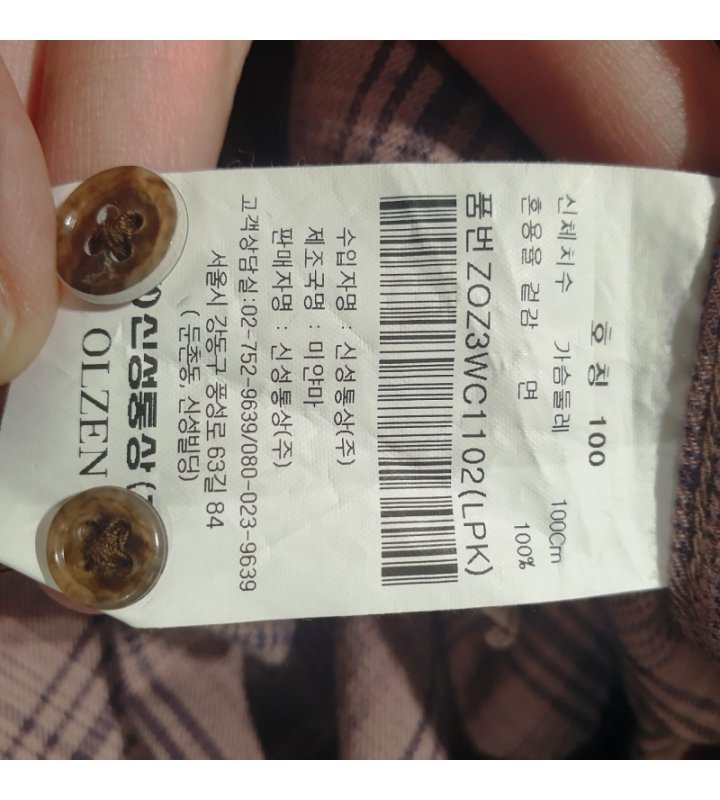 호칭 100
신체치수 가슴둘레 100Cm
혼용율 겉감 면 100%
품번 ZOZ3WC1102(LPK)
수입자명 : 신성통상(주)
제조국명 : 미얀마
판매자명 : 신성통상(주)
고객상담실:02-752-9639/080-023-9639
서울시 강동구 풍성로 63길 84
( 둔촌동, 신성빌딩)
신성통상
OLZEN